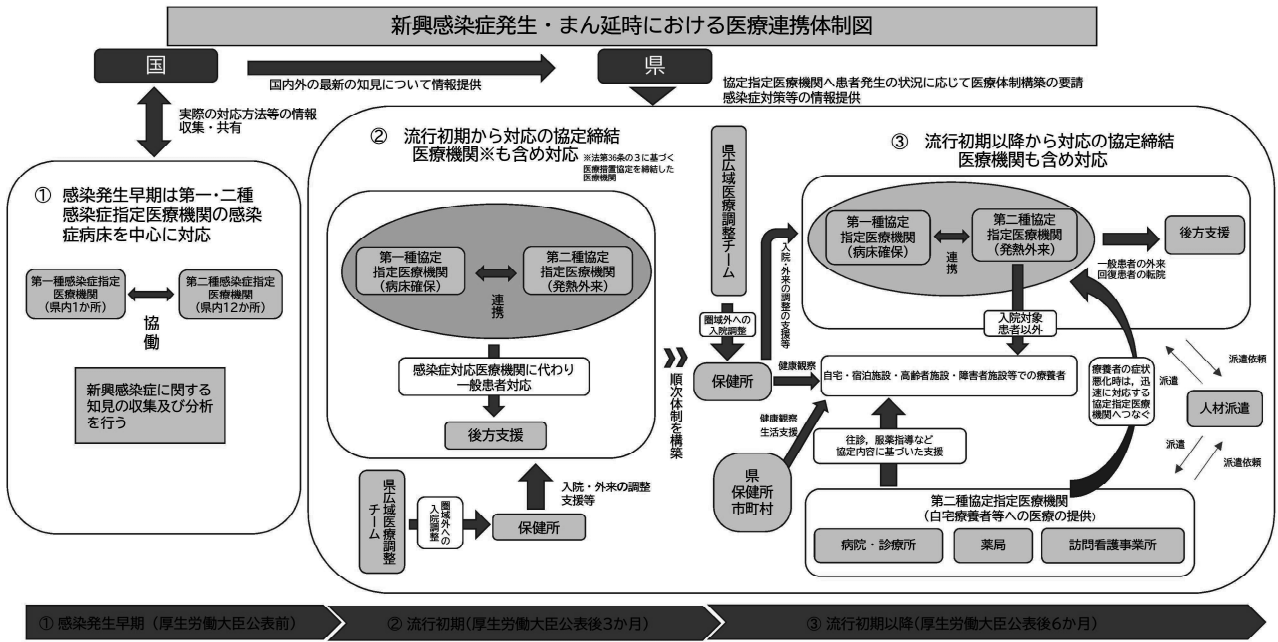 新興感染症発生・まん延時における医療連携体制図
国
国内外の最新の知見について情報提供
県
協定指定医療機関へ患者発生の状況に応じて医療体制構築の要請
感染症対策等の情報提供
実際の対応方法等の情報
収集・共有
① 感染発生早期は第一・二種
感染症指定医療機関の感染
症病床を中心に対応
第一種感染症指定
医療機関
(県内1か所)
第二種感染症指定
医療機関
(県内12か所)
協
働
新興感染症に関する
知見の収集及び分析
を行う
② 流行初期から対応の協定締結
医療機関※も含め対応
※法第36条の3に基づく
医療措置協定を締結した
医療機関
第一種協定
指定医療機関
(病床確保)
第二種協定
指定医療機関
(発熱外来)
連携
感染症対応医療機関に代わり
一般患者対応
後方支援
入院・外来の調整
支援等
県広域医療調整
チーム
圏域外への
入院調整
保健所
順次体制を構築
県広域医療調整チーム
圏域外への
入院調整
保健所
入院・外来の調整の支援等
③ 流行初期以降から対応の協定締結
医療機関も含め対応
第一種協定
指定医療機関
(病床確保)
第二種協定
指定医療機関
(発熱外来)
連携
後方支援
一般患者の外来
回復患者の転院
入院対象
患者以外
健康観察
自宅・宿泊施設・高齢者施設・障害者施設等での療養者
療養者の症状
悪化時は，迅
速に対応する
協定指定医療
機関へつなぐ
派遣依頼
派遣
人材派遣
派遣
派遣依頼
健康観察
生活支援
県
保健所
市町村
往診，服薬指導など
協定内容に基づいた支援
第二種協定指定医療機関
(自宅療養者等への医療の提供)
病院・診療所
薬局
訪問看護事業所
① 感染発生早期（厚生労働大臣公表前）
② 流行初期(厚生労働大臣公表後3か月)
③ 流行初期以降(厚生労働大臣公表後6か月)